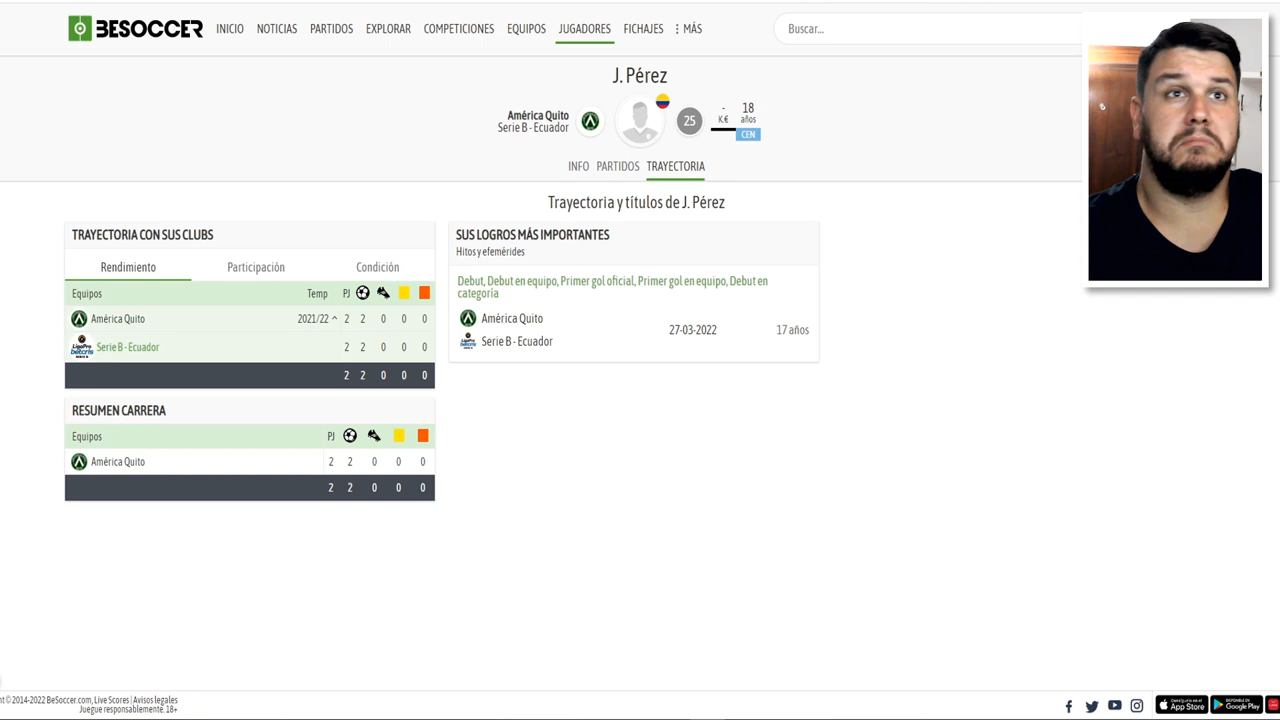 BESOCCER INICIO NOTICIAS PARTIDOS EXPLORAR COMPETICIONES EQUIPOS JUGADORES FICHAJES MÁS Buscar...
J. Pérez
América Quito
Serie B - Ecuador
25
-
K.€
18
años
CEN
INFO PARTIDOS TRAYECTORIA
Trayectoria y títulos de J. Pérez
TRAYECTORIA CON SUS CLUBS
Rendimiento Participación Condición
Equipos Temp PJ
América Quito 2021/22 2 2 0 0 0
Serie B - Ecuador 2 2 0 0 0
2 2 0 0 0
RESUMEN CARRERA
Equipos PJ
América Quito 2 2 0 0 0
2 2 0 0 0
SUS LOGROS MÁS IMPORTANTES
Hitos y efemérides
Debut, Debut en equipo, Primer gol oficial, Primer gol en equipo, Debut en
categoría
América Quito
Serie B - Ecuador
27-03-2022 17 años
©2014-2022 BeSoccer.com, Live Scores | Avisos legales
Juegue responsablemente. 18+
App Store
Google Play